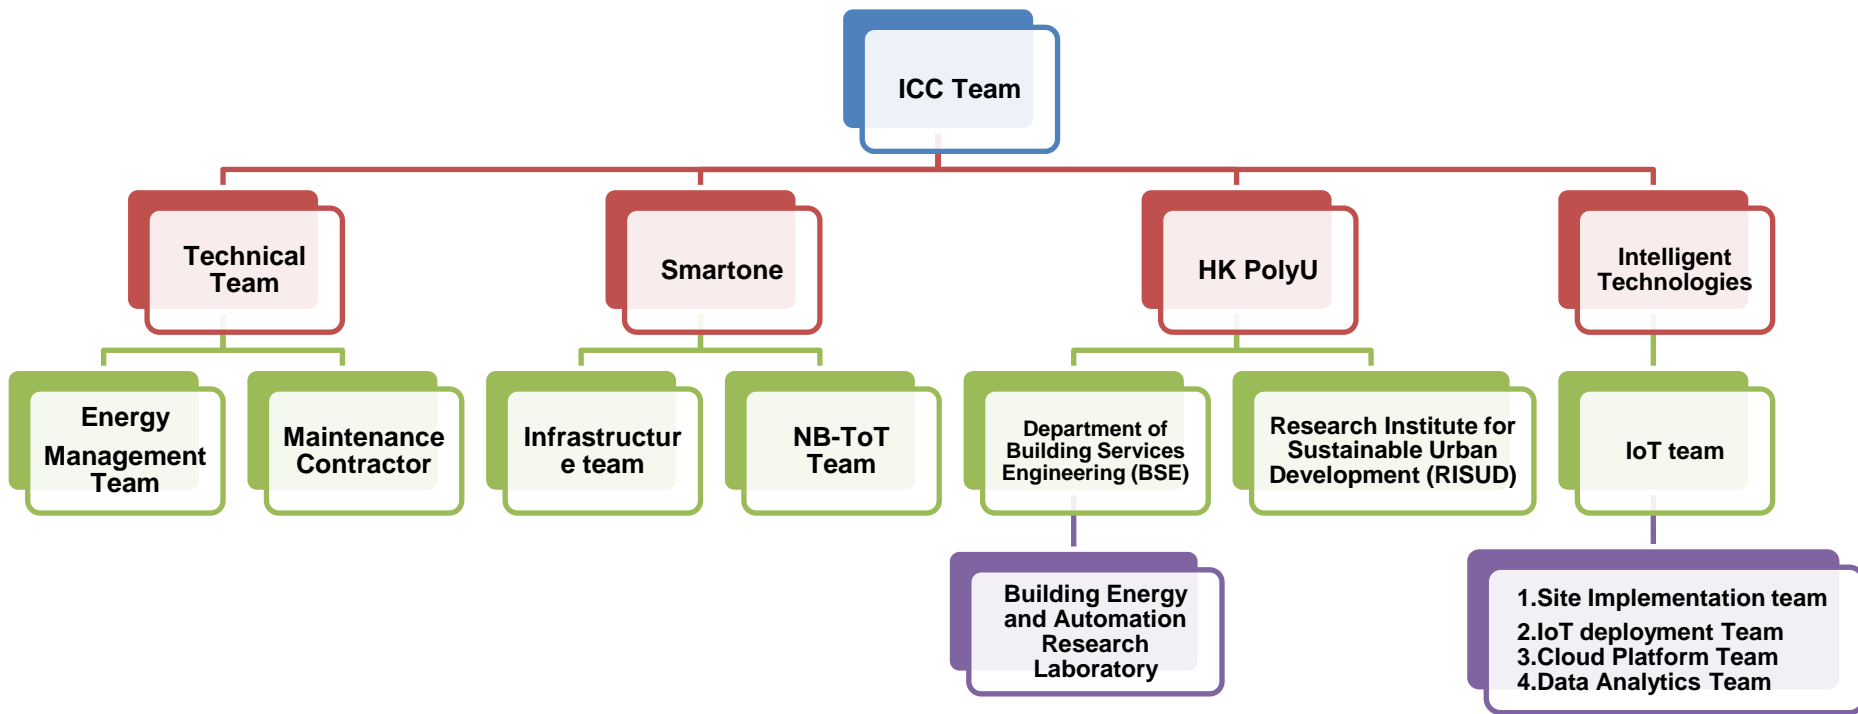 ICC Team
Technical
Team
Smartone
HK PolyU
Intelligent
Technologies
Energy
Management
Team
Maintenance
Contractor
Infrastructur
e team
NB-ToT
Team
Department of
Building Services
Engineering (BSE)
Research Institute for
Sustainable Urban
Development (RISUD)
IoT team
Building Energy
and Automation
Research
Laboratory
1.Site Implementation team
2.IoT deployment Team
3.Cloud Platform Team
4.Data Analytics Team